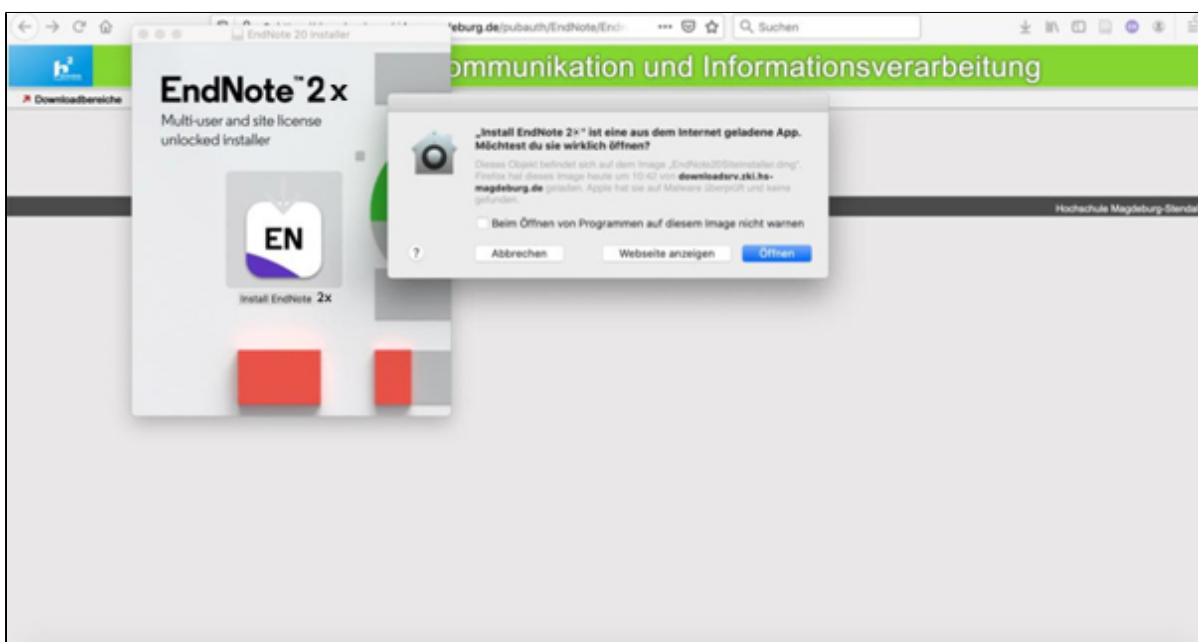 EndNote 20 Installer
eburg.de/pubauth/EndNote/End
Suchen
ommunikation und Informationsverarbeitung
h²
Downloadbereiche
EndNote™ 2x
Multi-user and site license
unlocked installer
EN
Install EndNote 2x
„Install EndNote 2x“ ist eine aus dem Internet geladene App.
Möchtest du sie wirklich öffnen?
Dieses Objekt befindet sich auf dem Image „EndNote20SiteInstaller.dmg“.
Firefox hat dieses Image heute um 10:42 von downloadsrv.zki.hs-
magdeburg.de geladen. Apple hat sie auf Malware überprüft und keine
gefunden.
Beim Öffnen von Programmen auf diesem Image nicht warnen
?
Abbrechen
Webseite anzeigen
Öffnen
Hochschule Magdeburg-Stendal